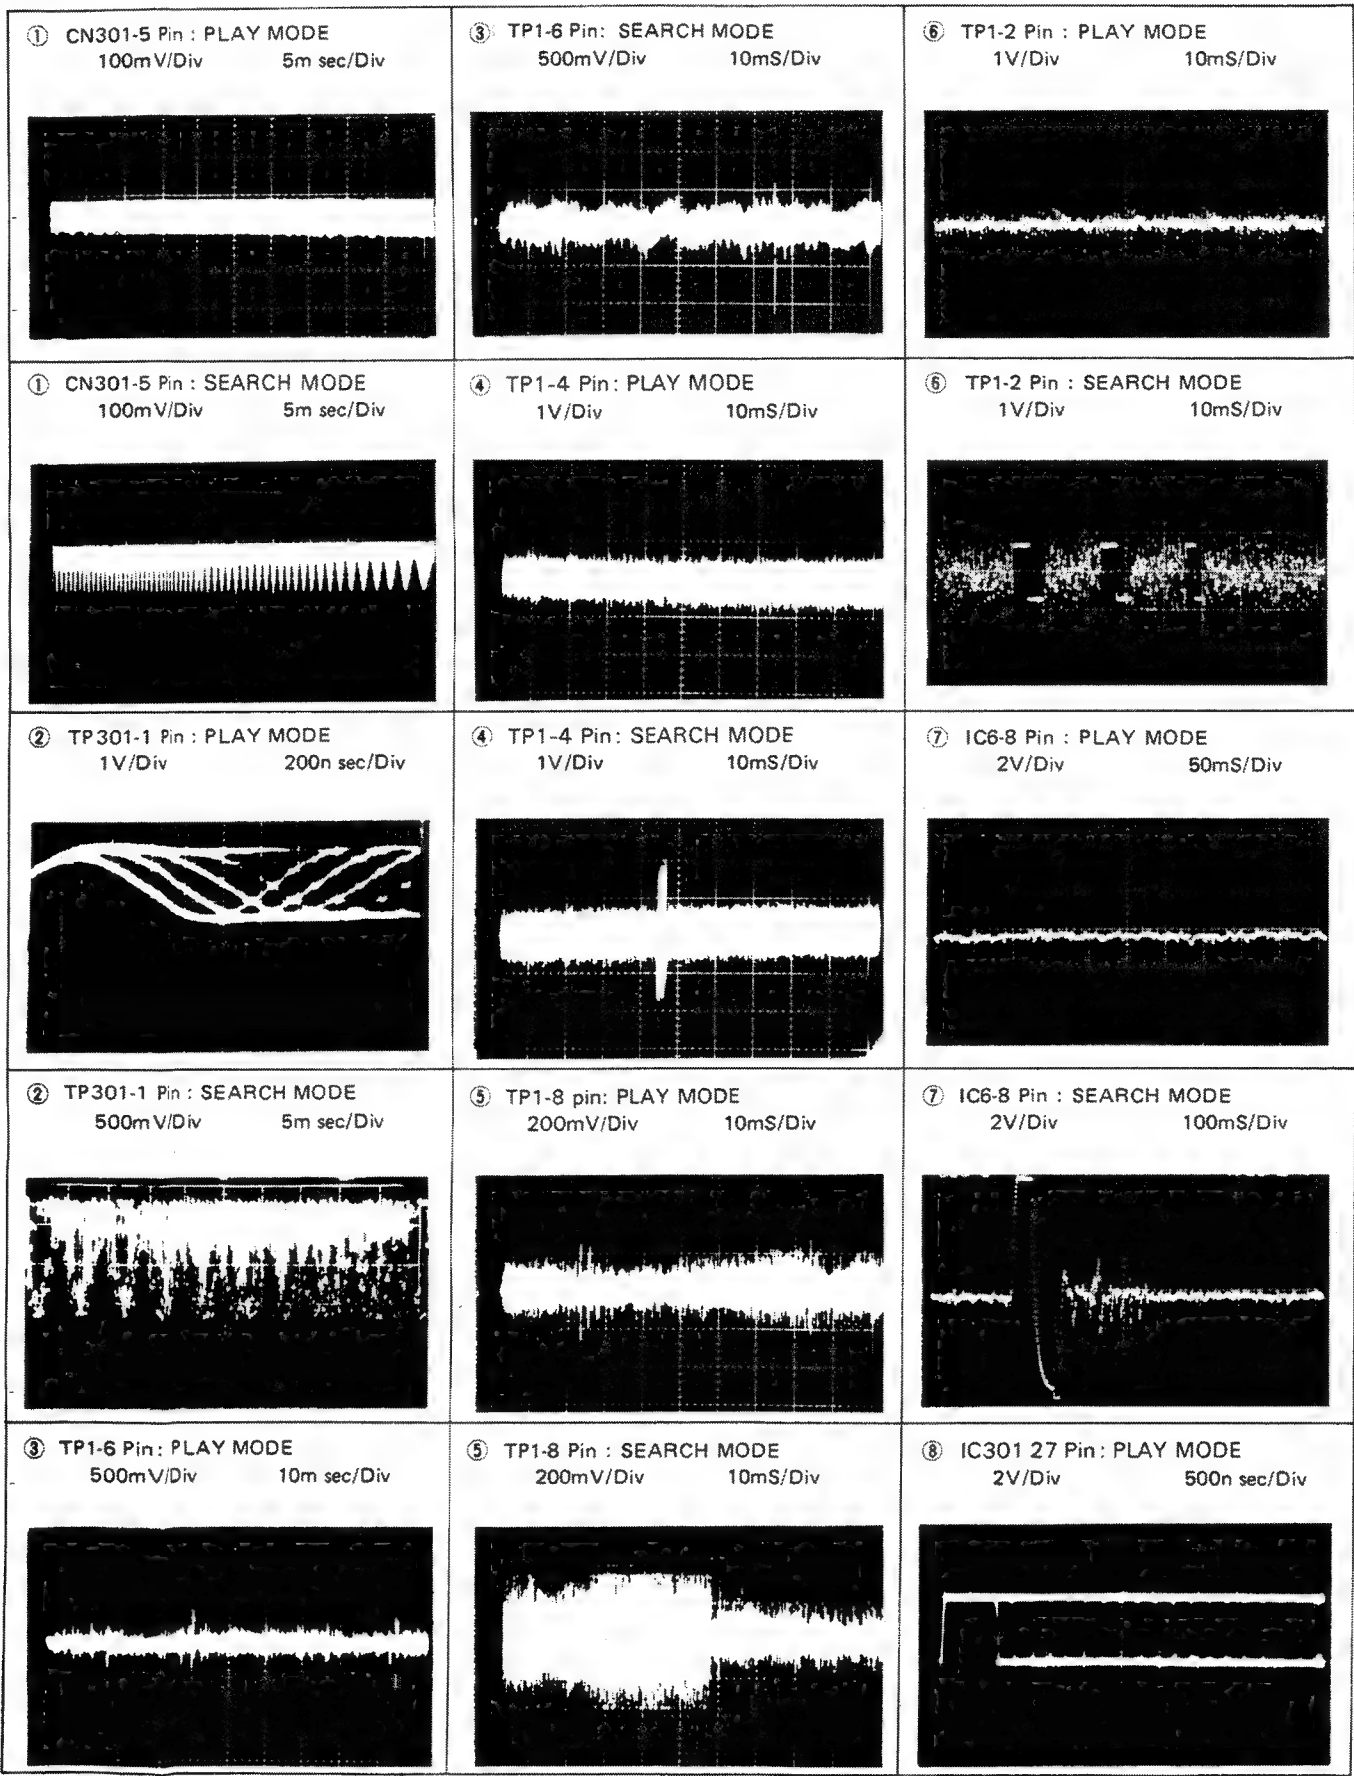 ① CN301-5 Pin : PLAY MODE
100mV/Div 5m sec/Div
① CN301-5 Pin : SEARCH MODE
100mV/Div 5m sec/Div
② TP301-1 Pin : PLAY MODE
1V/Div 200n sec/Div
② TP301-1 Pin : SEARCH MODE
500mV/Div 5m sec/Div
③ TP1-6 Pin : PLAY MODE
500mV/Div 10m sec/Div
③ TP1-6 Pin: SEARCH MODE
500mV/Div 10mS/Div
④ TP1-4 Pin: PLAY MODE
1V/Div 10mS/Div
④ TP1-4 Pin: SEARCH MODE
1V/Div 10mS/Div
⑤ TP1-8 pin: PLAY MODE
200mV/Div 10mS/Div
⑤ TP1-8 Pin : SEARCH MODE
200mV/Div 10mS/Div
⑥ TP1-2 Pin : PLAY MODE
1V/Div 10mS/Div
⑥ TP1-2 Pin : SEARCH MODE
1V/Div 10mS/Div
⑦ IC6-8 Pin : PLAY MODE
2V/Div 50mS/Div
⑦ IC6-8 Pin : SEARCH MODE
2V/Div 100mS/Div
⑧ IC301 27 Pin: PLAY MODE
2V/Div 500n sec/Div